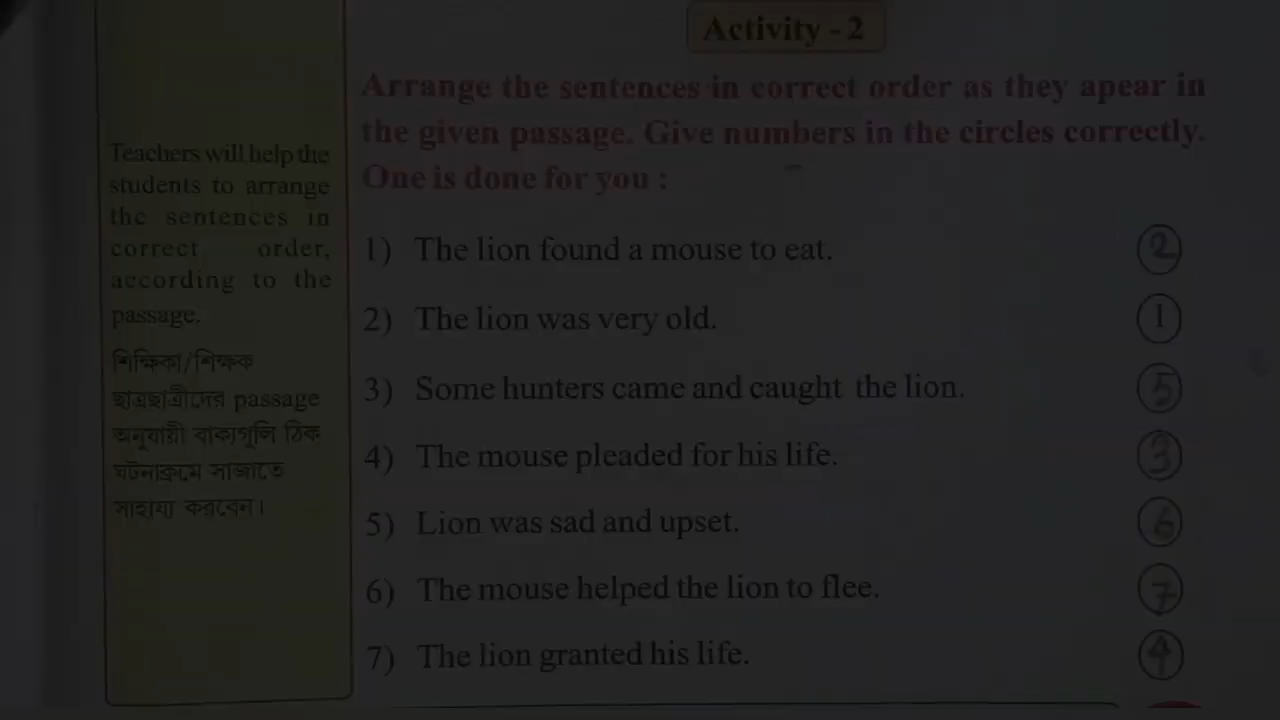 Activity - 2
Arrange the sentences in correct order as they apear in
the given passage. Give numbers in the circles correctly.
One is done for you :
Teachers will help the
students to arrange
the sentences in
correct order,
according to the
passage.
শিক্ষিকা/শিক্ষক
ছাত্রছাত্রীদের passage
অনুযায়ী বাক্যগুলি ঠিক
ঘটনাক্রমে সাজাতে
সাহায্য করবেন।
1) The lion found a mouse to eat. 2
2) The lion was very old. 1
3) Some hunters came and caught the lion. 5
4) The mouse pleaded for his life. 3
5) Lion was sad and upset. 6
6) The mouse helped the lion to flee. 7
7) The lion granted his life. 4